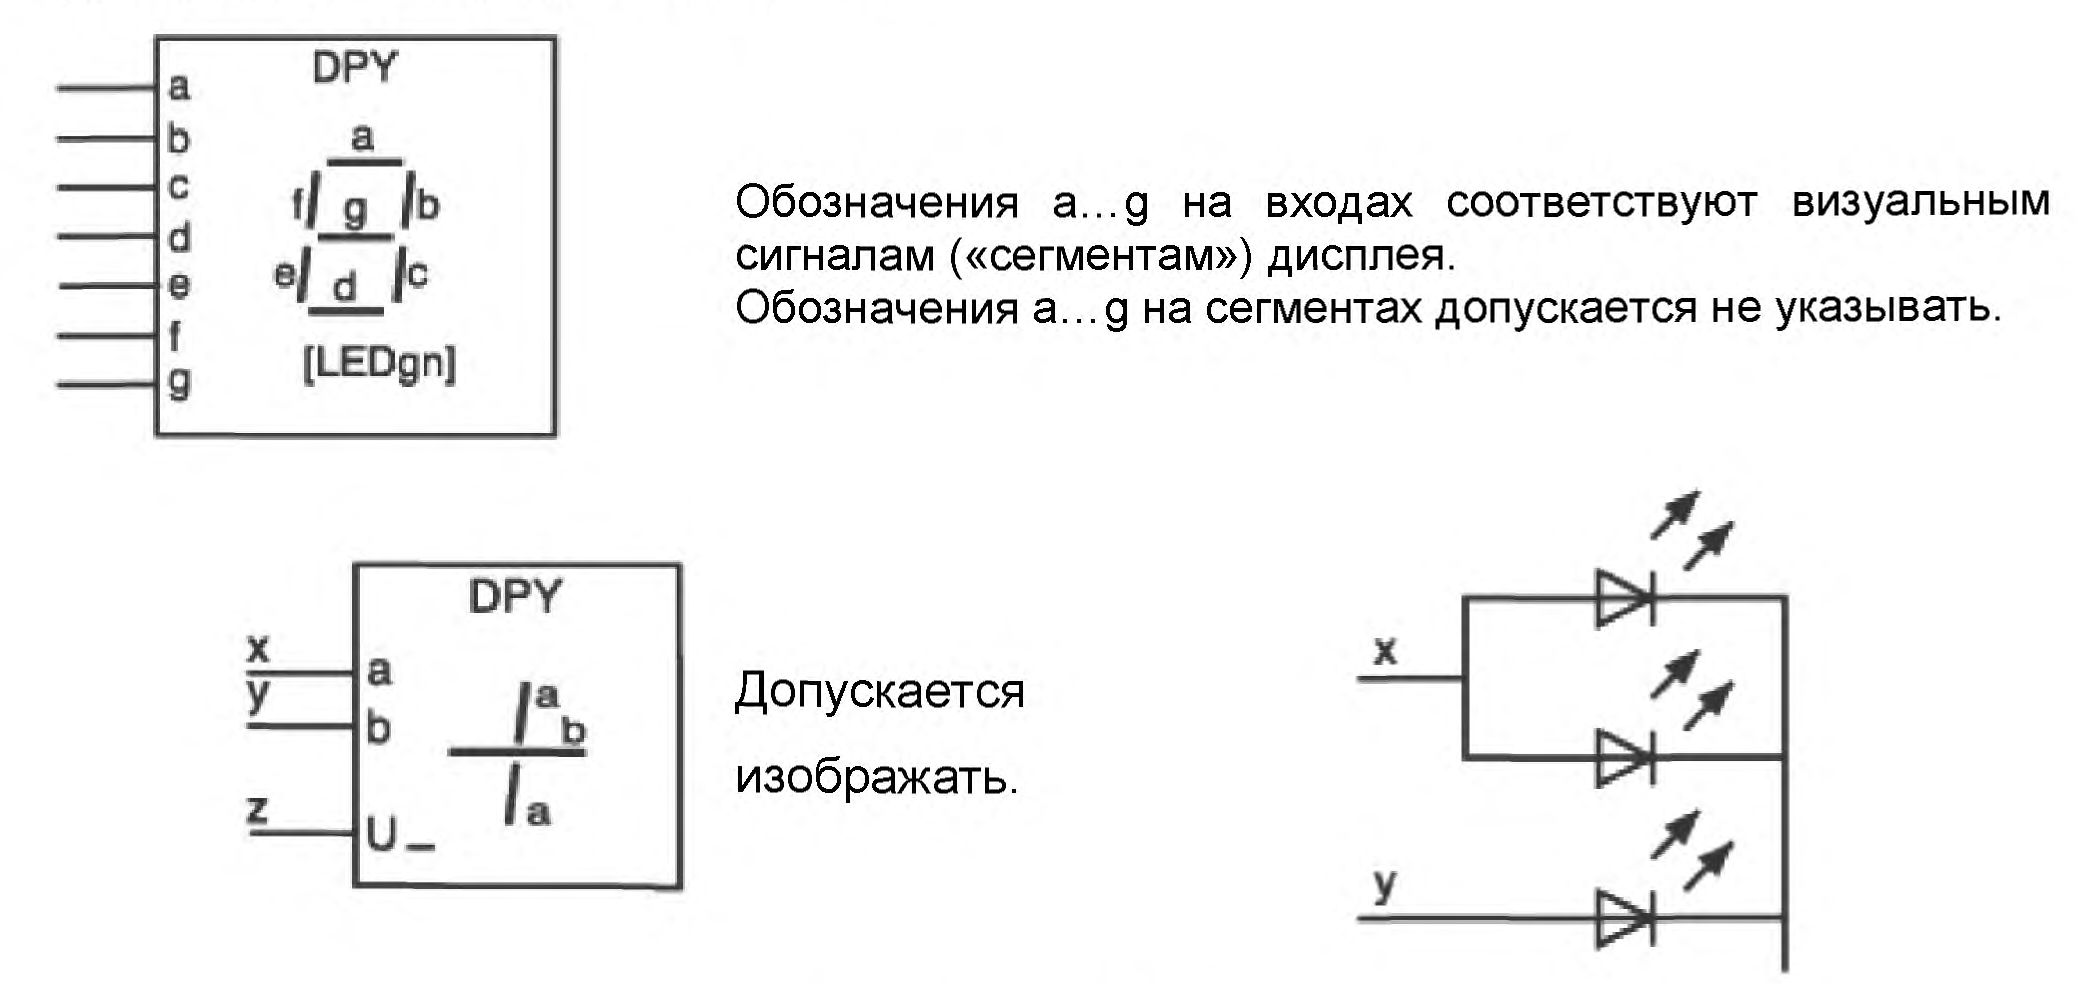 DPY
a
b
c
d
e
f
g
a
f
g
b
e
d
c
[LEDgn]
Обозначения a...g на входах соответствуют визуальным
сигналам («сегментам») дисплея.
Обозначения a...g на сегментах допускается не указывать.
DPY
x
a
y
b
z
U_
a
b
a
Допускается
изображать.
x
y